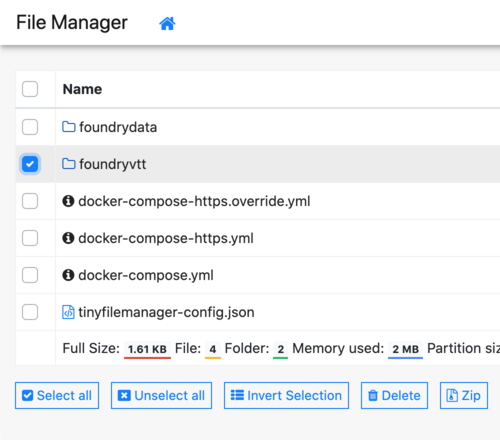 File Manager
Name
foundrydata
foundryvtt
docker-compose-https.override.yml
docker-compose-https.yml
docker-compose.yml
tinyfilemanager-config.json
Full Size: 1.61 KB File: 4 Folder: 2 Memory used: 2 MB Partition
Select all Unselect all Invert Selection Delete Zip